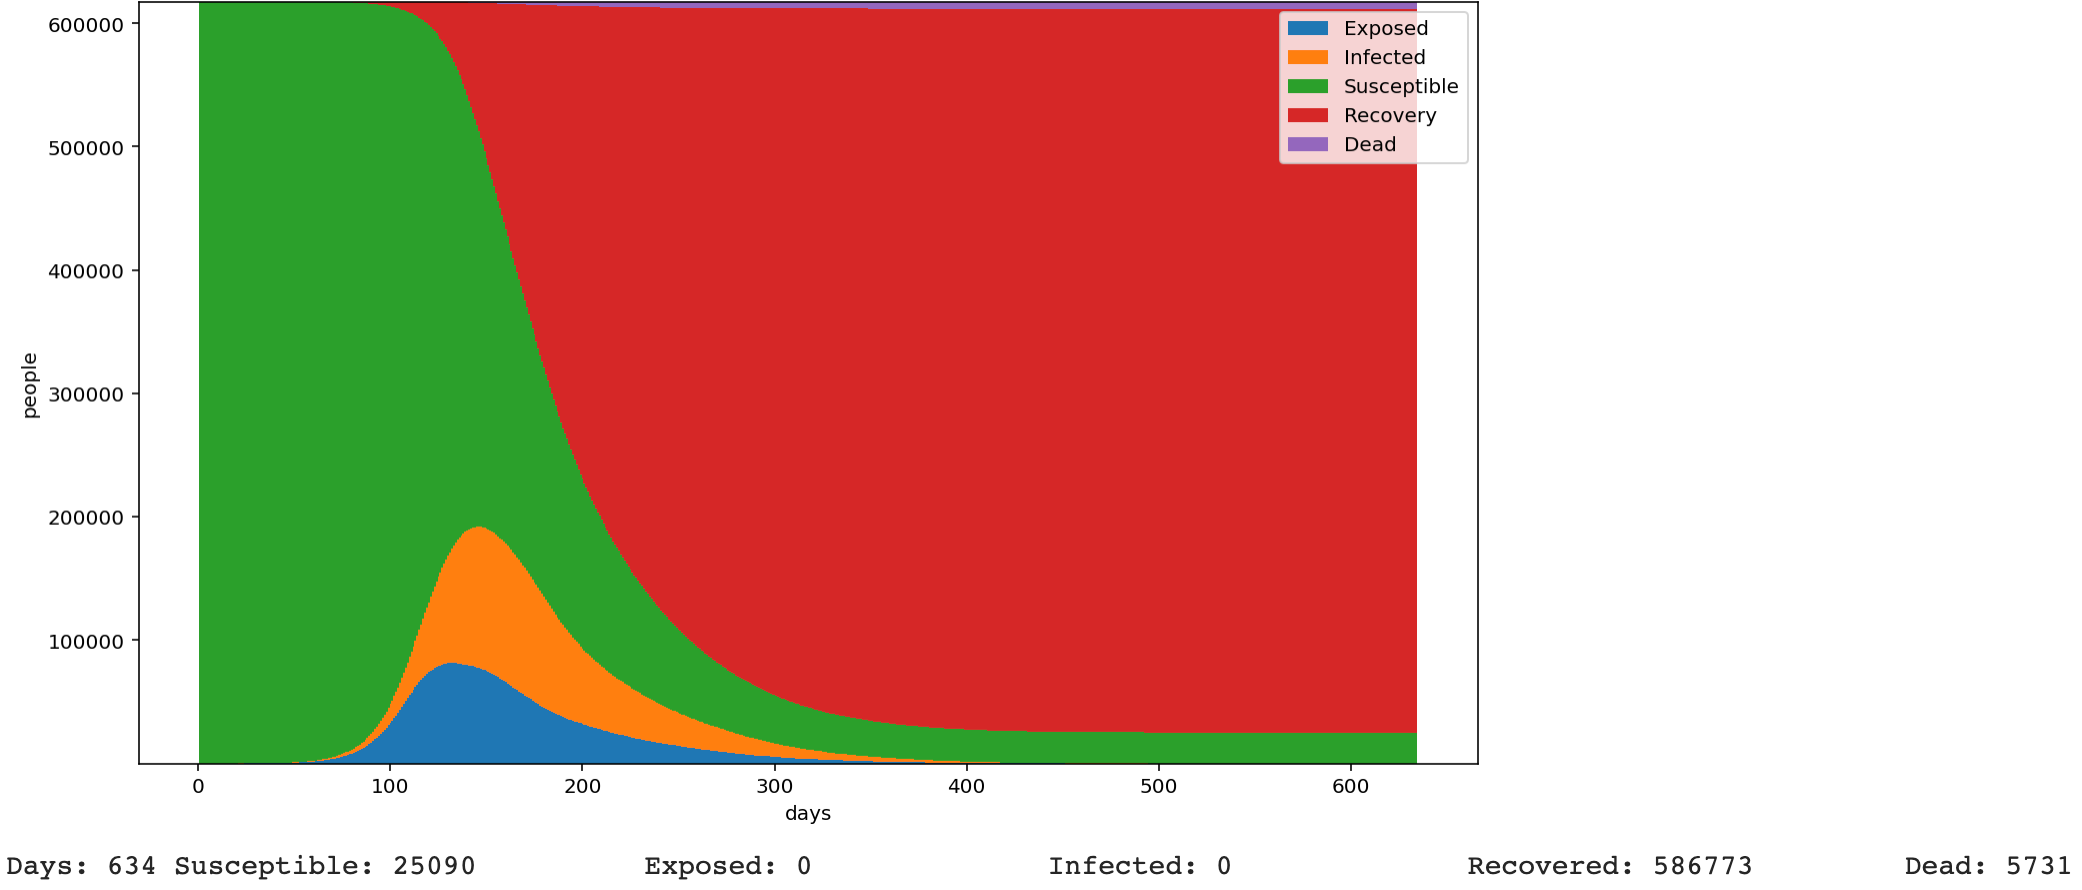 600000
500000
400000
300000
200000
100000
people
Exposed
Infected
Susceptible
Recovery
Dead
0 100 200 300 400 500 600
days
Days: 634 Susceptible: 25090 Exposed: 0 Infected: 0 Recovered: 586773 Dead: 5731